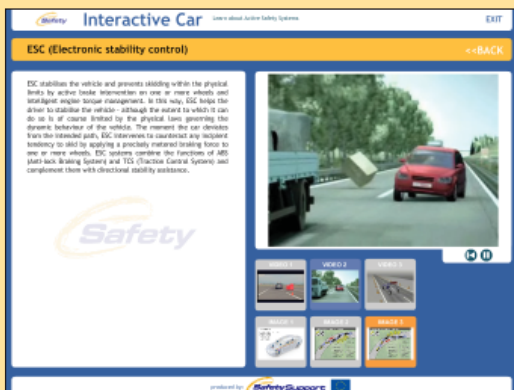 Safety Interactive Car Learn about Active Safety Systems EXIT
ESC (Electronic stability control) <<BACK
ESC stabilises the vehicle and prevents skidding within the physical
limits by active brake intervention on one or more wheels and
intelligent engine torque management. In this way, ESC helps the
driver to stabilise the vehicle - although the extent to which it can
do so is of course limited by the physical laws governing the
dynamic behaviour of the vehicle. The moment the car deviates
from the intended path, ESC intervenes to counteract any incipient
tendency to skid by applying a precisely metered braking force to
one or more wheels. ESC systems combine the functions of ABS
(Anti-lock Braking System) and TCS (Traction Control System) and
complement them with directional stability assistance.
Safety
VIDEO 1 VIDEO 2 VIDEO 3
IMAGE 1 IMAGE 2 IMAGE 3
produced by: SafetySupport